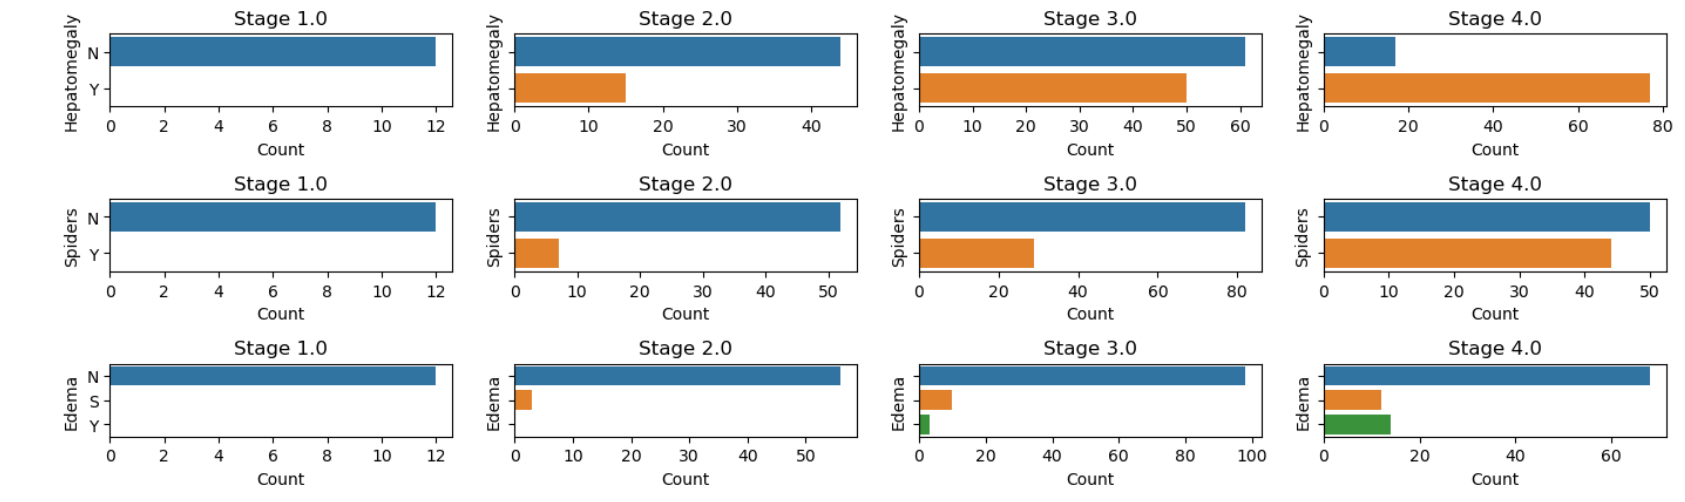 Stage 1.0 Stage 2.0 Stage 3.0 Stage 4.0
Hepatomegaly N Hepatomegaly Hepatomegaly Hepatomegaly
Y
0 2 4 6 8 10 12 0 10 20 30 40 0 10 20 30 40 50 60 0 20 40 60 80
Count Count Count Count
Stage 1.0 Stage 2.0 Stage 3.0 Stage 4.0
Spiders N Spiders Spiders Spiders
Y
0 2 4 6 8 10 12 0 10 20 30 40 50 0 20 40 60 80 0 10 20 30 40 50
Count Count Count Count
Stage 1.0 Stage 2.0 Stage 3.0 Stage 4.0
N
Edema S Edema Edema Edema
Y
0 2 4 6 8 10 12 0 10 20 30 40 50 0 20 40 60 80 100 0 20 40 60
Count Count Count Count